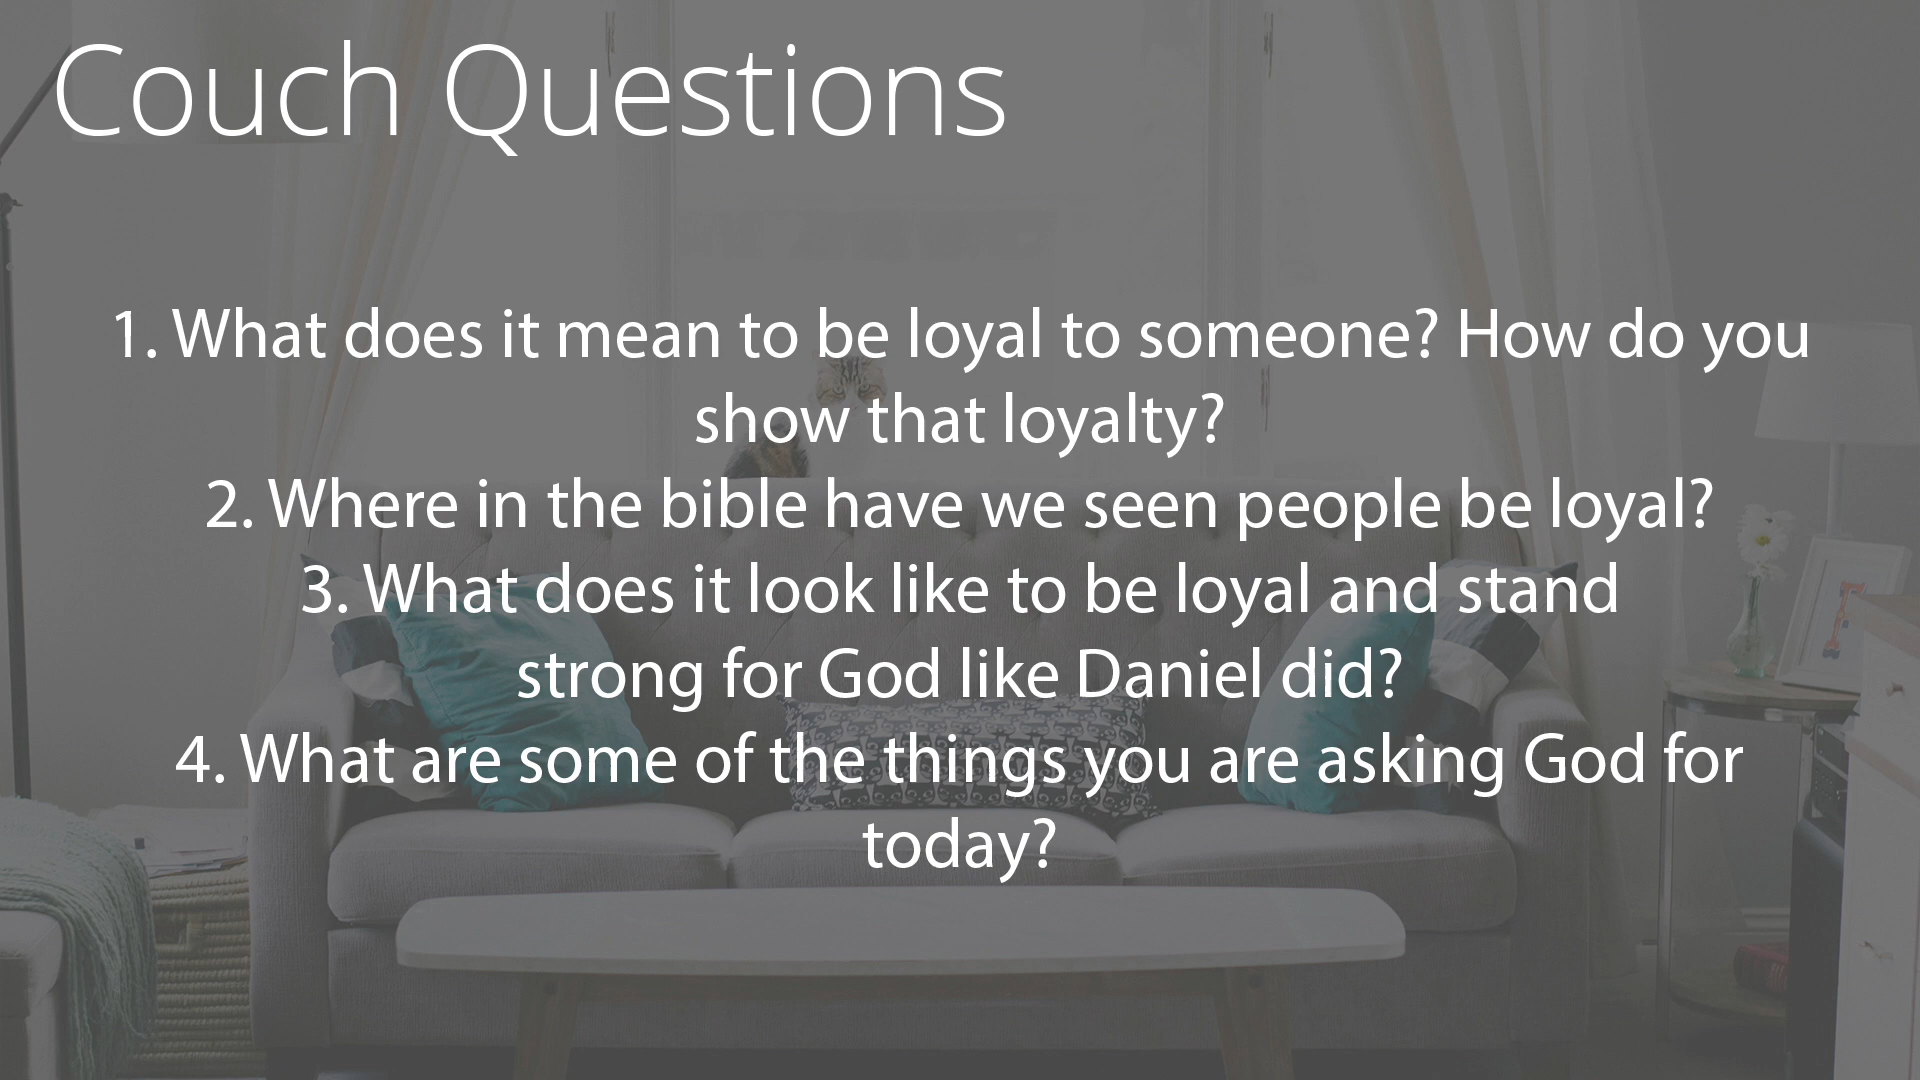 Couch Questions
1. What does it mean to be loyal to someone? How do you
show that loyalty?
2. Where in the bible have we seen people be loyal?
3. What does it look like to be loyal and stand
strong for God like Daniel did?
4. What are some of the things you are asking God for
today?